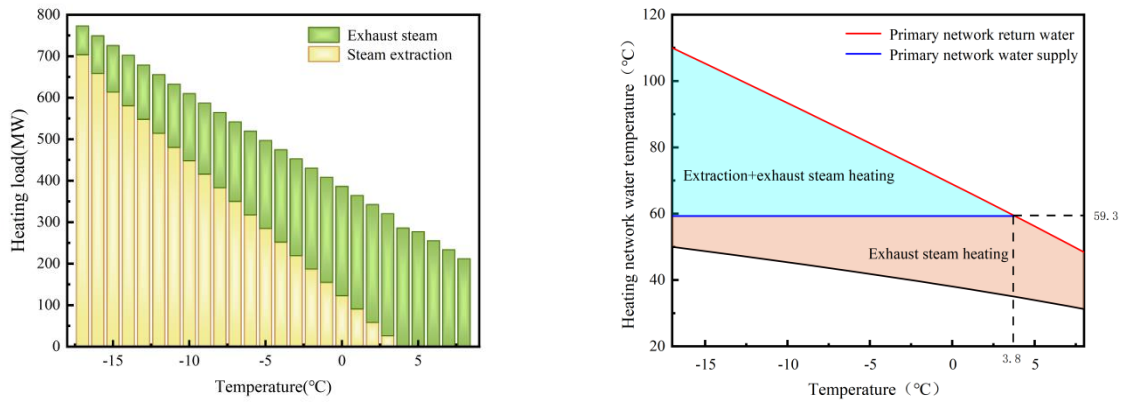 Heating load(MW)
800
700
600
500
400
300
200
100
0
Exhaust steam
Steam extraction
-15
-10
-5
0
5
Temperature(℃)
Heating network water temperature（℃）
120
100
80
60
40
20
Primary network return water
Primary network water supply
Extraction+exhaust steam heating
Exhaust steam heating
59.3
-15
-10
-5
0
3.8
5
Temperature（℃）